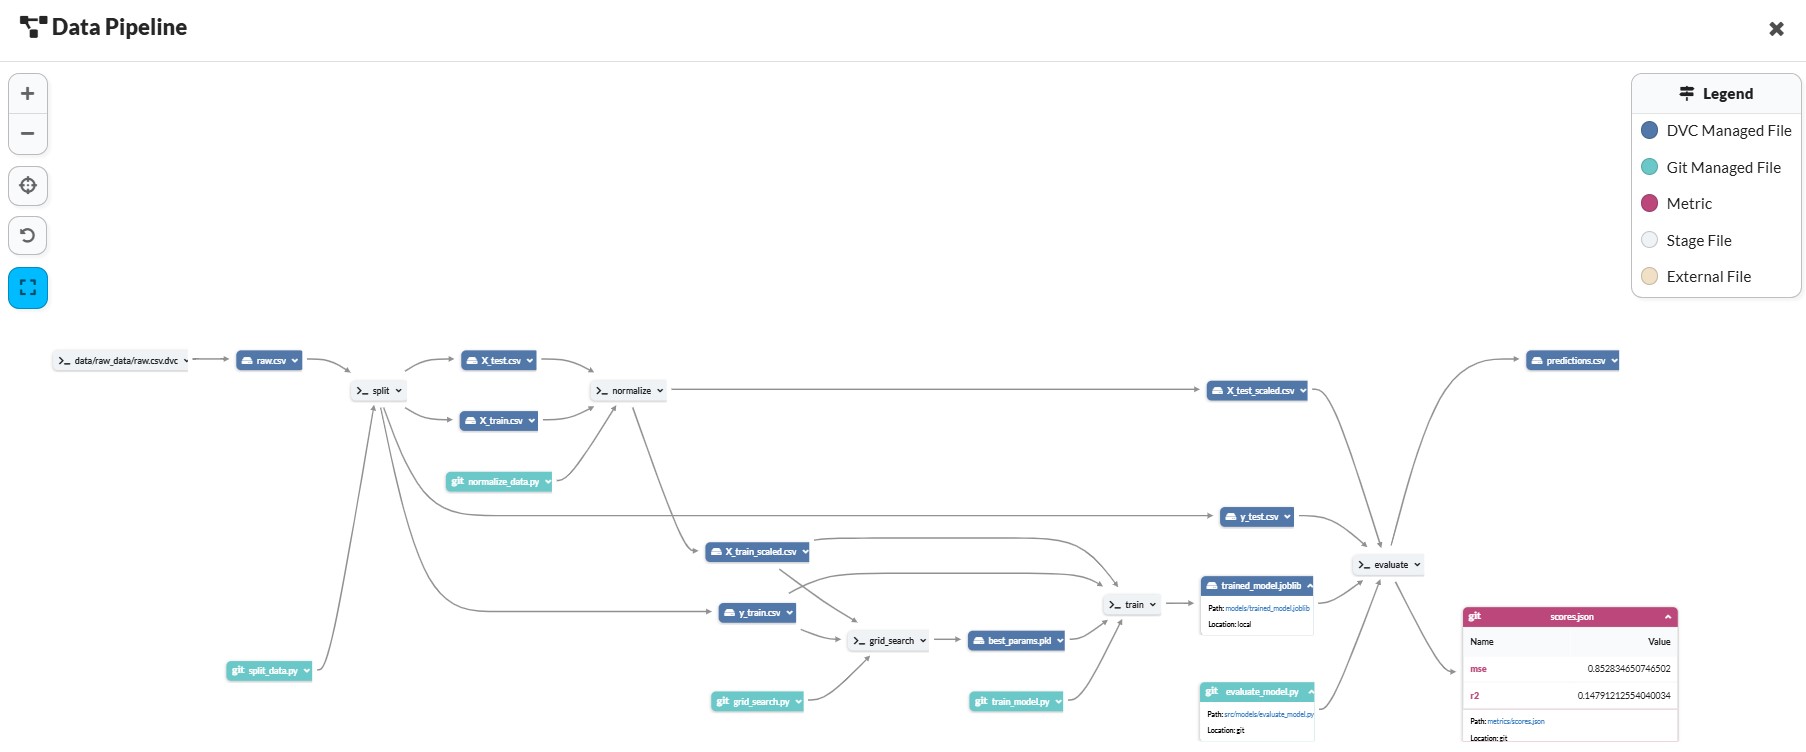 Data Pipeline
Legend
DVC Managed File
Git Managed File
Metric
Stage File
External File
data/raw_data/raw.csv.dvc
raw.csv
split
X_test.csv
X_train.csv
normalize
git normalize_data.py
X_test_scaled.csv
predictions.csv
y_test.csv
X_train_scaled.csv
y_train.csv
grid_search
best_params.pkl
train
trained_model.joblib
Path: models/trained_model.joblib
Location: local
evaluate
git split_data.py
git grid_search.py
git train_model.py
git evaluate_model.py
Path: src/models/evaluate_model.py
Location: git
git scores.json
Name Value
mse 0.852834650746502
r2 0.14791212554040034
Path: metrics/scores.json
Location: git